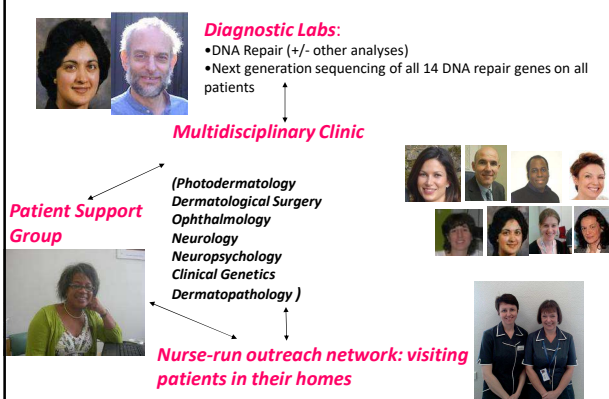 Diagnostic Labs:
•DNA Repair (+/- other analyses)
•Next generation sequencing of all 14 DNA repair genes on all
patients
Multidisciplinary Clinic
(Photodermatology
Dermatological Surgery
Ophthalmology
Neurology
Neuropsychology
Clinical Genetics
Dermatopathology )
Patient Support
Group
Nurse-run outreach network: visiting
patients in their homes